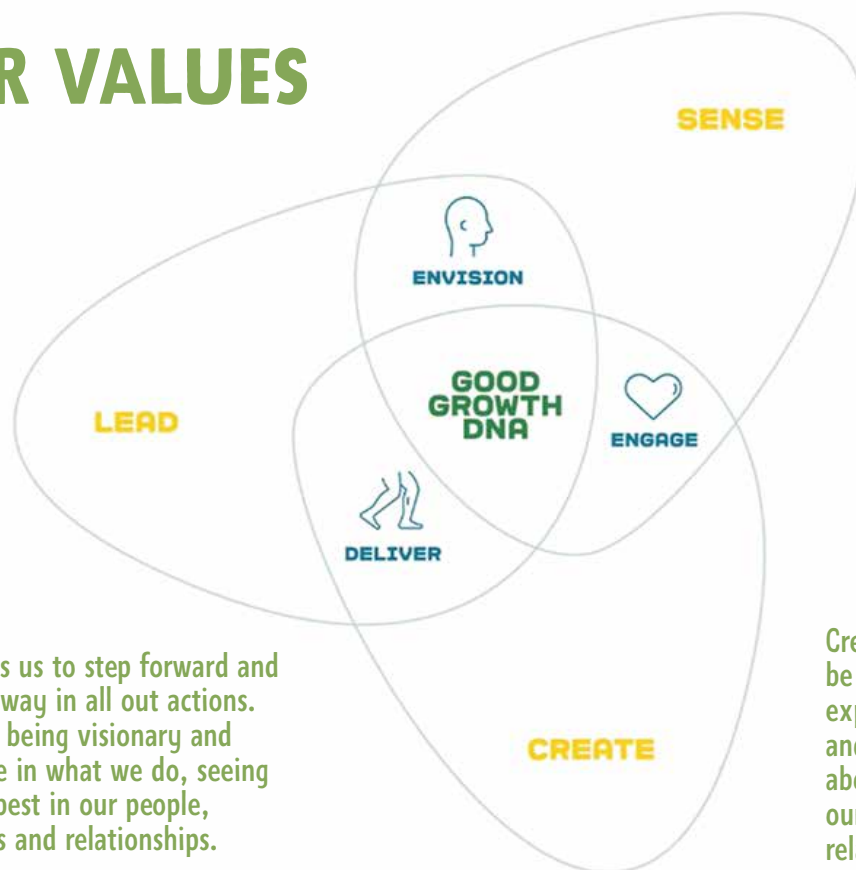 R VALUES
SENSE
ENVISION
GOOD
GROWTH
DNA
ENGAGE
LEAD
DELIVER
CREATE
s us to step forward and
way in all out actions.
being visionary and
e in what we do, seeing
best in our people,
s and relationships.
Cre
be
exp
and
abo
our
rel